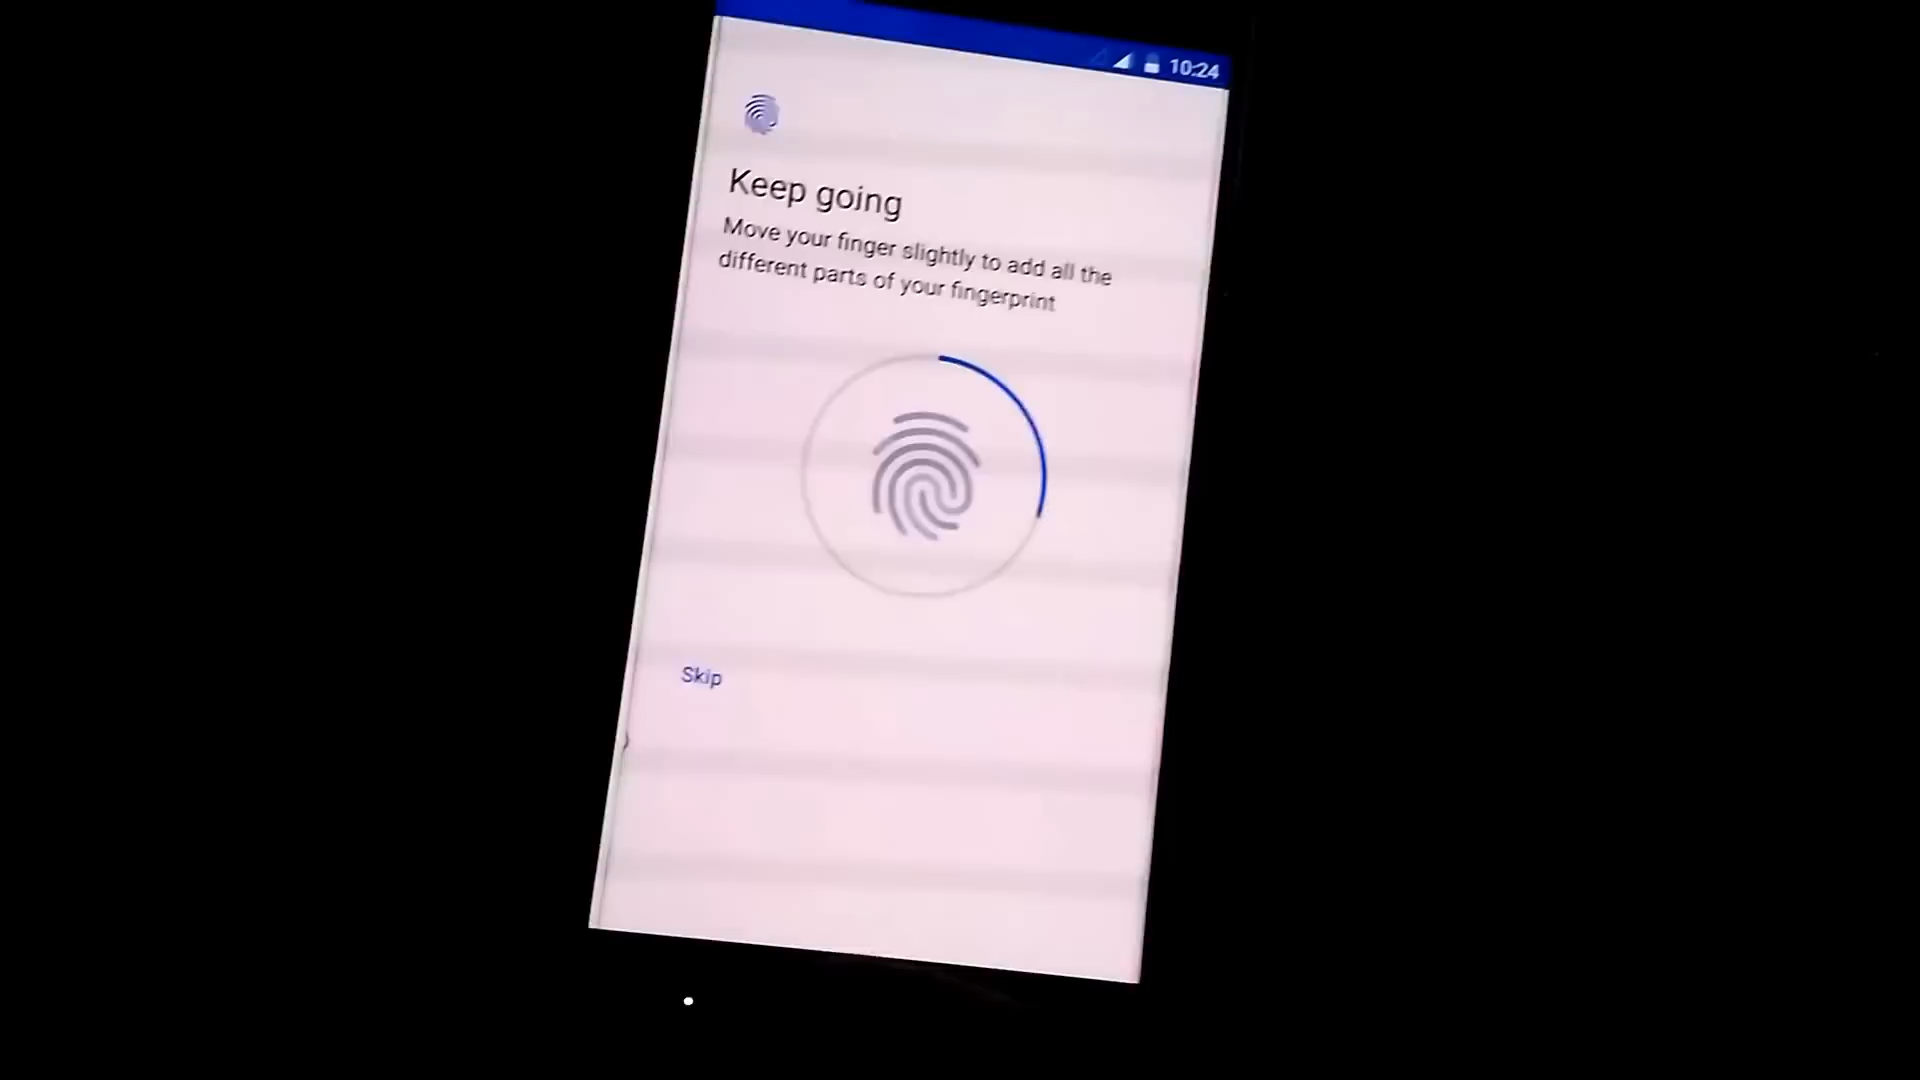 10:24
Keep going
Move your finger slightly to add all the
different parts of your fingerprint
Skip